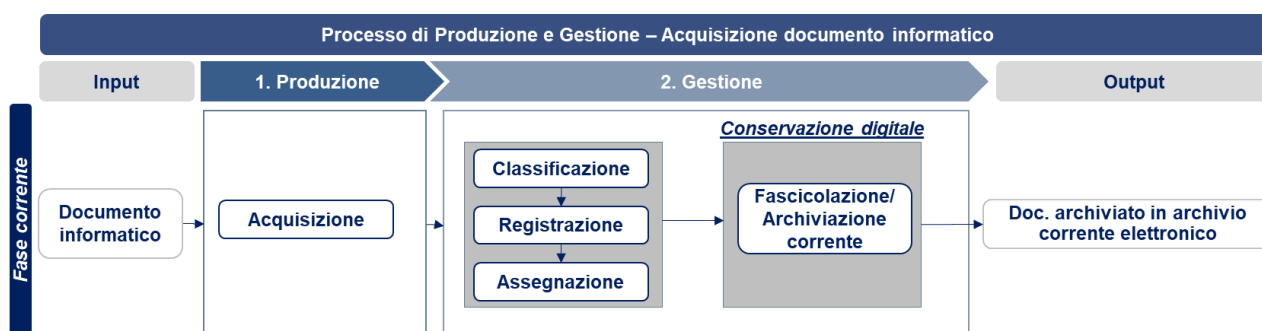 Processo di Produzione e Gestione – Acquisizione documento informatico
Input
1. Produzione
2. Gestione
Output
Fase corrente
Documento
informatico
Acquisizione
Classificazione
Registrazione
Assegnazione
Conservazione digitale
Fascicolazione/
Archiviazione
corrente
Doc. archiviato in archivio
corrente elettronico